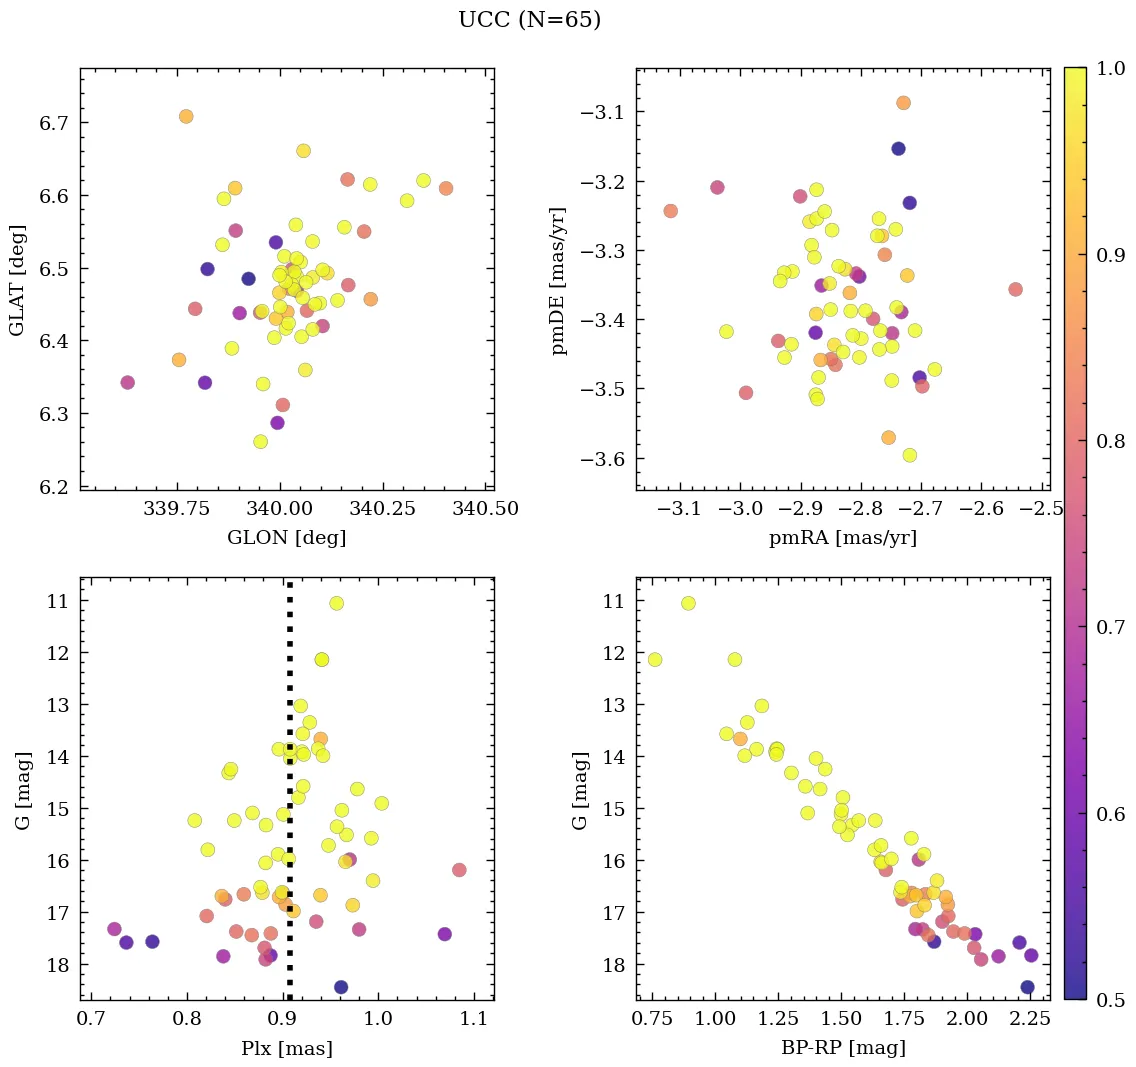 UCC (N=65)
6.7
6.6
6.5
6.4
6.3
6.2
GLAT [deg]
339.75 340.00 340.25 340.50
GLON [deg]
−3.1
−3.2
−3.3
−3.4
−3.5
−3.6
pmDE [mas/yr]
−3.1 −3.0 −2.9 −2.8 −2.7 −2.6 −2.5
pmRA [mas/yr]
11
12
13
14
15
16
17
18
G [mag]
0.7 0.8 0.9 1.0 1.1
Plx [mas]
11
12
13
14
15
16
17
18
G [mag]
0.75 1.00 1.25 1.50 1.75 2.00 2.25
BP-RP [mag]
1.0
0.9
0.8
0.7
0.6
0.5